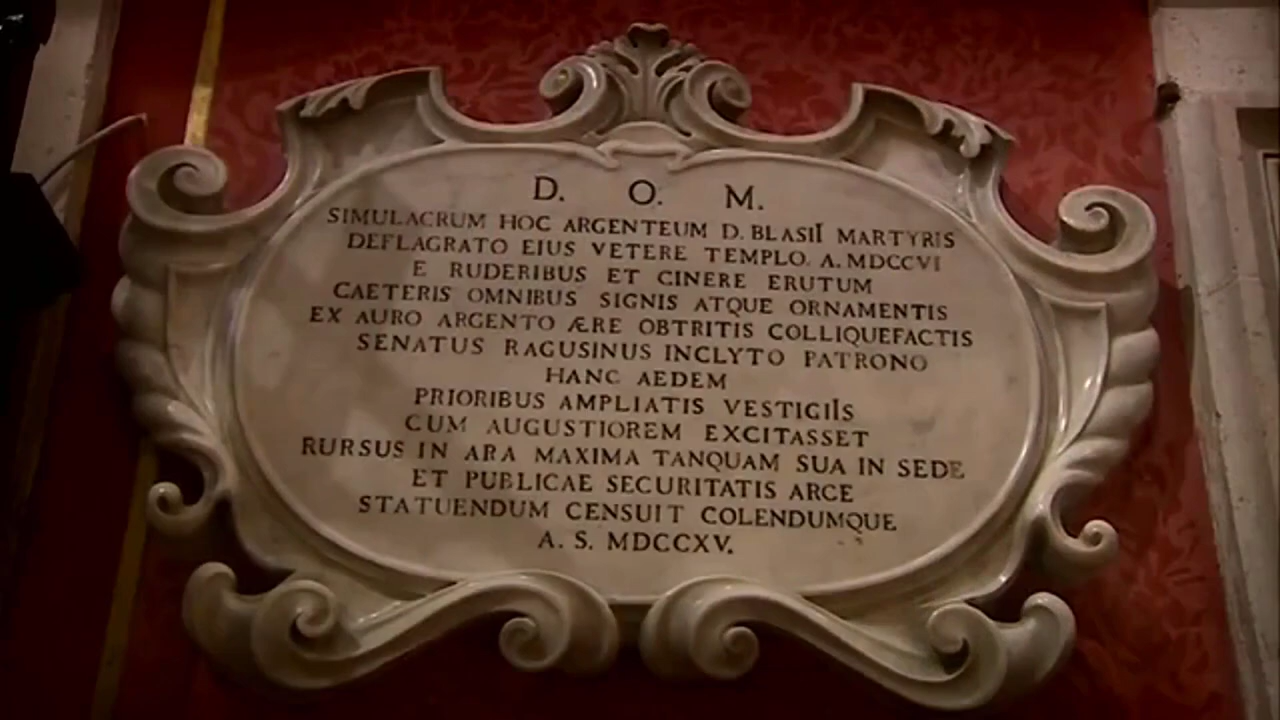 D. O. M.
SIMULACRUM HOC ARGENTEUM D. BLASII MARTYRIS
DEFLAGRATO EIUS VETERE TEMPLO. A. MDCCVI
E RUDERIBUS ET CINERE ERUTUM
CAETERIS OMNIBUS SIGNIS ATQUE ORNAMENTIS
EX AURO ARGENTO ÆRE OBTRITIS COLLIQUEFACTIS
SENATUS RAGUSINUS INCLYTO PATRONO
HANC AEDEM
PRIORIBUS AMPLIATIS VESTIGIIS
CUM AUGUSTIOREM EXCITASSET
RURSUS IN ARA MAXIMA TANQUAM SUA IN SEDE
ET PUBLICAE SECURITATIS ARCE
STATUENDUM CENSUIT COLENDUMQUE
A. S. MDCCXV.